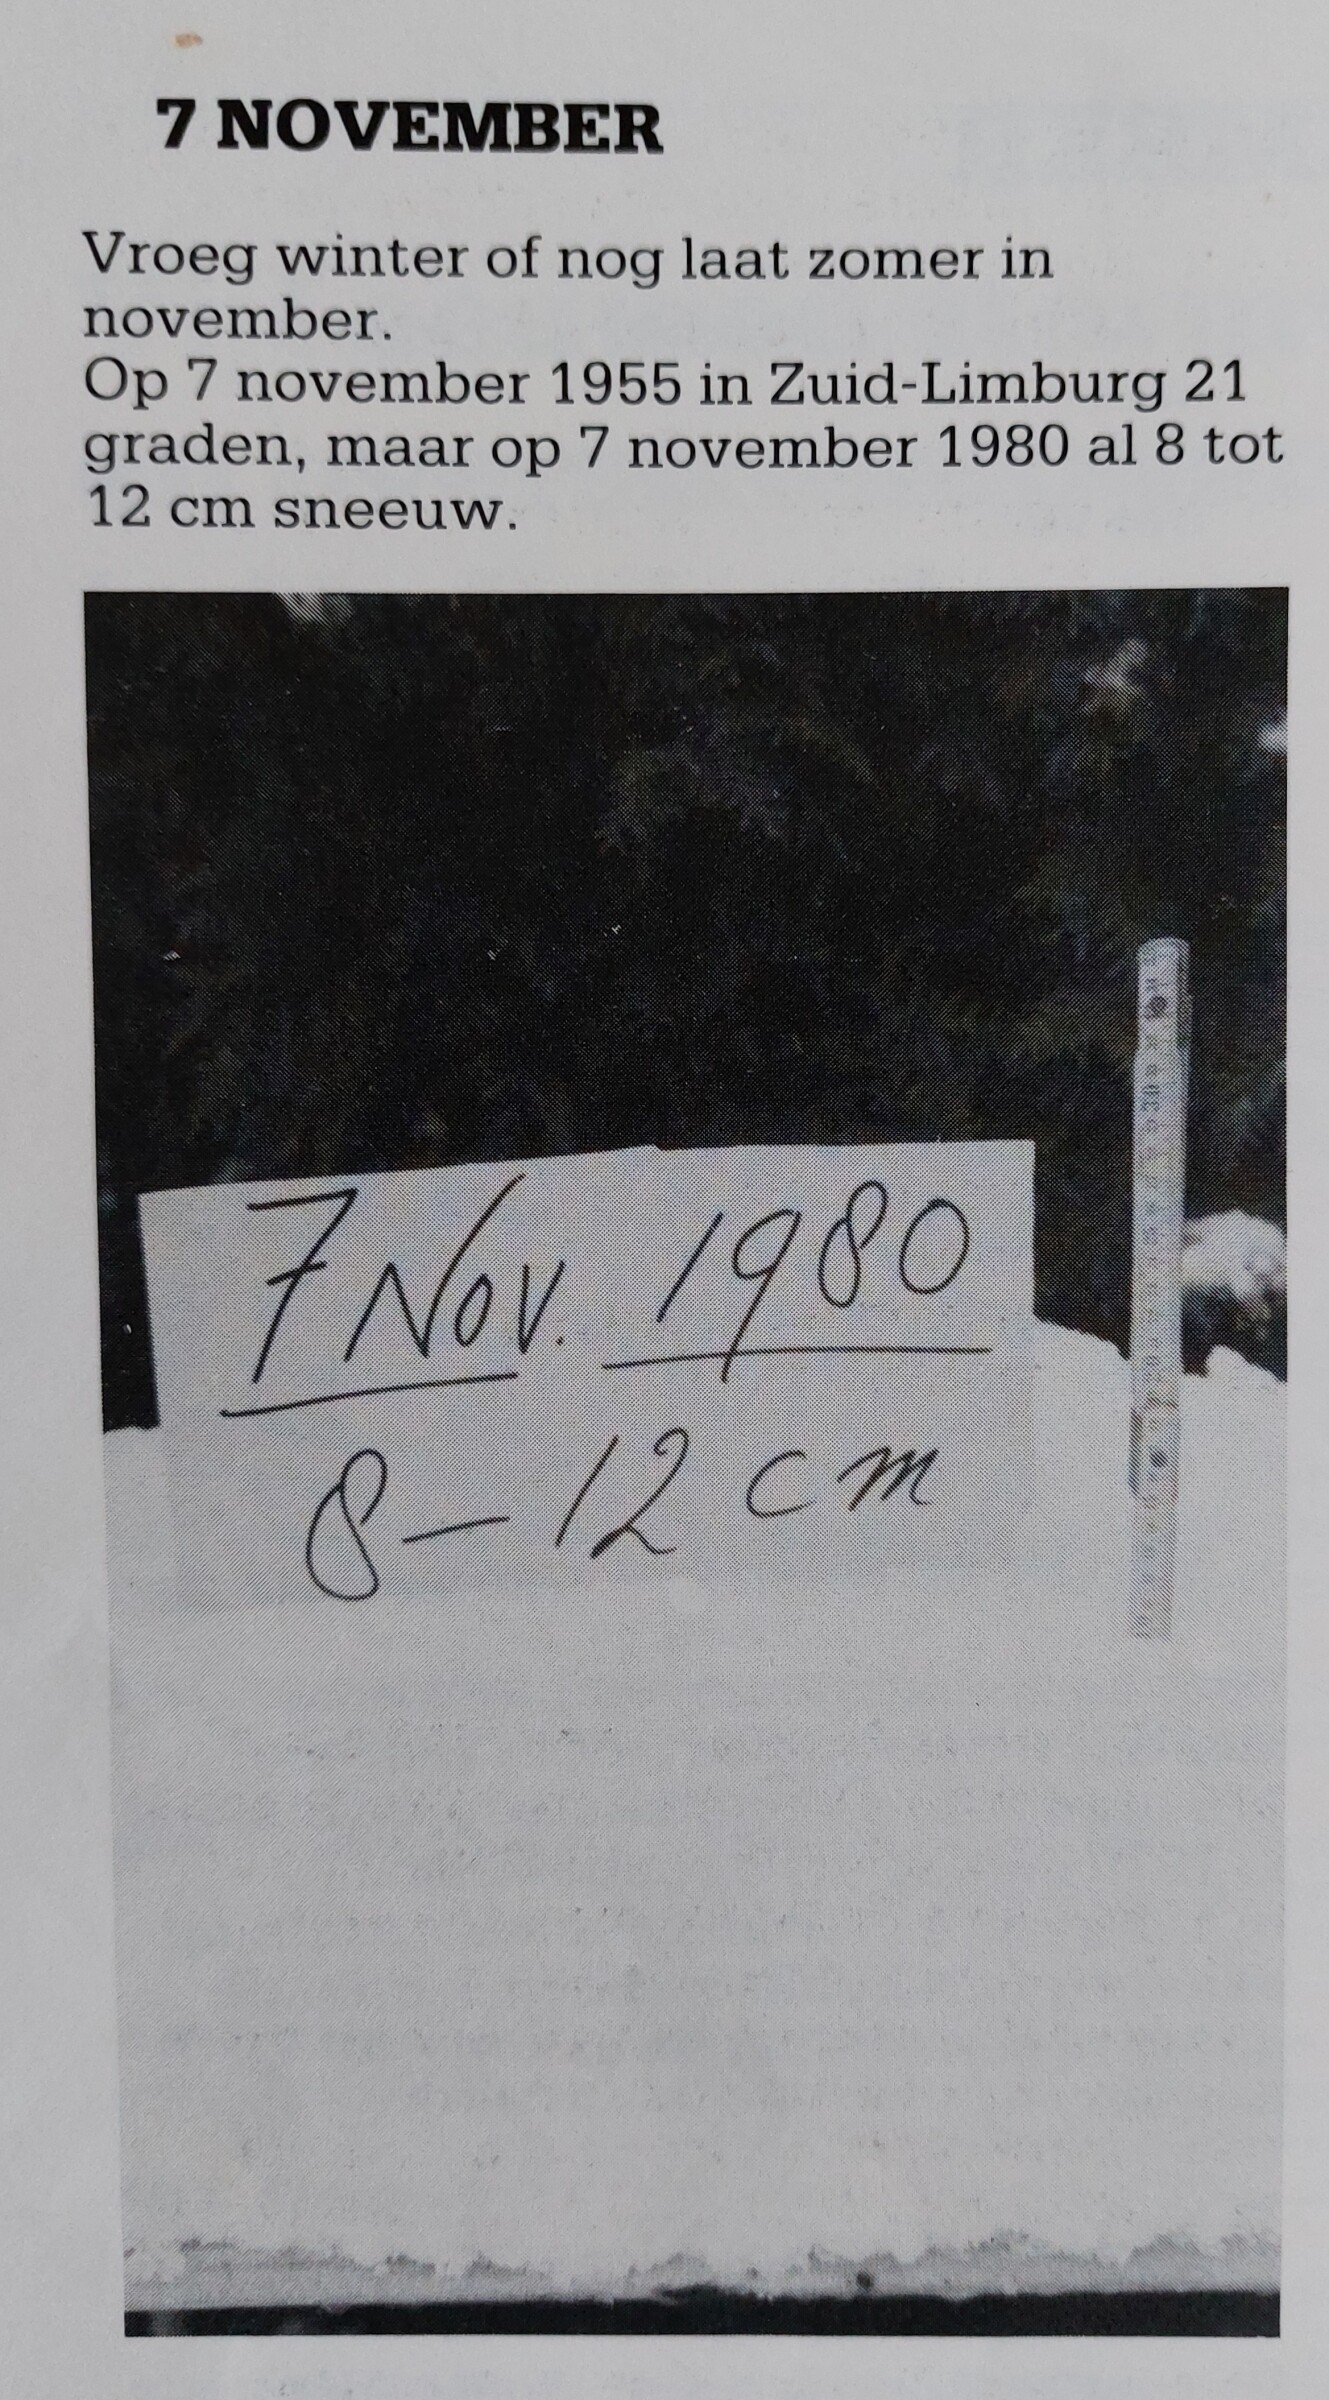 7 NOVEMBER
Vroeg winter of nog laat zomer in
november.
Op 7 november 1955 in Zuid-Limburg 21
graden, maar op 7 november 1980 al 8 tot
12 cm sneeuw.
7 Nov. 1980
8 - 12 cm